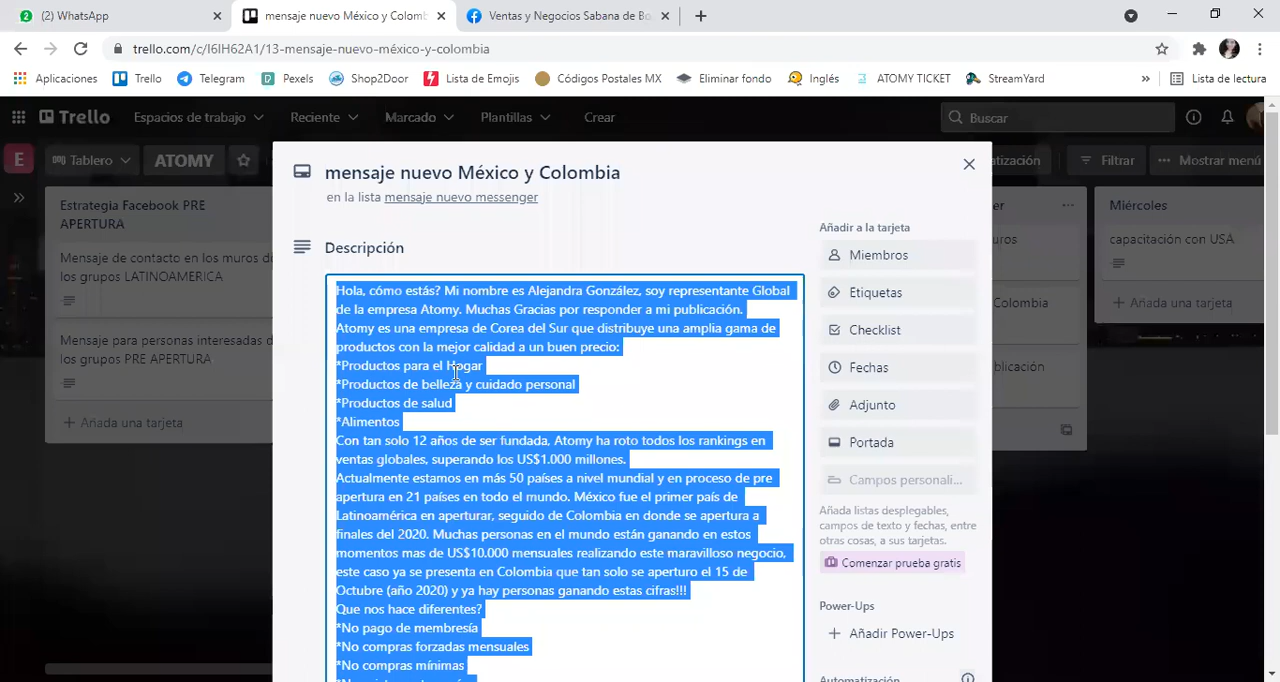 (2) WhatsApp
mensaje nuevo México y Colomb
Ventas y Negocios Sabana de Bo
trello.com/c/I6IH62A1/13-mensaje-nuevo-méxico-y-colombia
Aplicaciones
Trello
Telegram
Pexels
Shop2Door
Lista de Emojis
Códigos Postales MX
Eliminar fondo
Inglés
ATOMY TICKET
StreamYard
»
Lista de lectura
Trello
Espacios de trabajo
Reciente
Marcado
Plantillas
Crear
Buscar
E
Tablero
ATOMY
Filtrar
Mostrar menú
Estrategia Facebook PRE
APERTURA
Mensaje de contacto en los muros de
los grupos LATINOAMERICA
Mensaje para personas interesadas
los grupos PRE APERTURA
+ Añada una tarjeta
mensaje nuevo México y Colombia
en la lista mensaje nuevo messenger
Descripción
Hola, cómo estás? Mi nombre es Alejandra González, soy representante Global
de la empresa Atomy. Muchas Gracias por responder a mi publicación.
Atomy es una empresa de Corea del Sur que distribuye una amplia gama de
productos con la mejor calidad a un buen precio:
*Productos para el Hogar
*Productos de belleza y cuidado personal
*Productos de salud
*Alimentos
Con tan solo 12 años de ser fundada, Atomy ha roto todos los rankings en
ventas globales, superando los US$1.000 millones.
Actualmente estamos en más 50 países a nivel mundial y en proceso de pre
apertura en 21 países en todo el mundo. México fue el primer país de
Latinoamérica en aperturar, seguido de Colombia en donde se apertura a
finales del 2020. Muchas personas en el mundo están ganando en estos
momentos mas de US$10.000 mensuales realizando este maravilloso negocio,
este caso ya se presenta en Colombia que tan solo se aperturo el 15 de
Octubre (año 2020) y ya hay personas ganando estas cifras!!!
Que nos hace diferentes?
*No pago de membresía
*No compras forzadas mensuales
*No compras mínimas
Añadir a la tarjeta
Miembros
Etiquetas
Checklist
Fechas
Adjunto
Portada
Campos personali...
Añada listas desplegables,
campos de texto y fechas, entre
otras cosas, a sus tarjetas.
Comenzar prueba gratis
Power-Ups
+ Añadir Power-Ups
Automatización
Miércoles
capacitación con USA
+ Añada una tarjeta